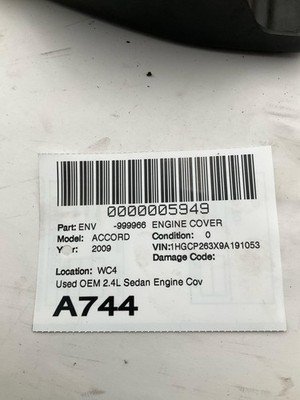 0000005949
Part: ENV -999966 ENGINE COVER
Model: ACCORD Condition: 0
Year: 2009 VIN:1HGCP263X9A191053
Damage Code:
Location: WC4
Used OEM 2.4L Sedan Engine Cov
A744